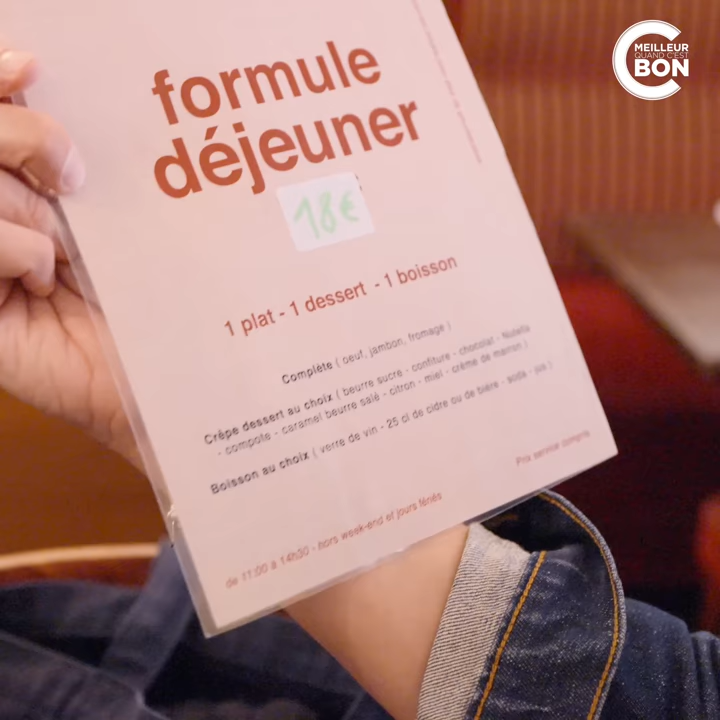 C
MEILLEUR
QUAND C'EST
BON
formule
déjeuner
18€
1 plat - 1 dessert - 1 boisson
Complète ( oeuf, jambon, fromage )
Crêpe dessert au choix ( beurre sucre - confiture - chocolat - Nutella
- compote - caramel beurre salé - citron - miel - crème de marron )
Boisson au choix ( verre de vin - 25 cl de cidre ou de bière - soda - jus )
Prix service compris
de 11:00 à 14h30 - hors week-end et jours fériés